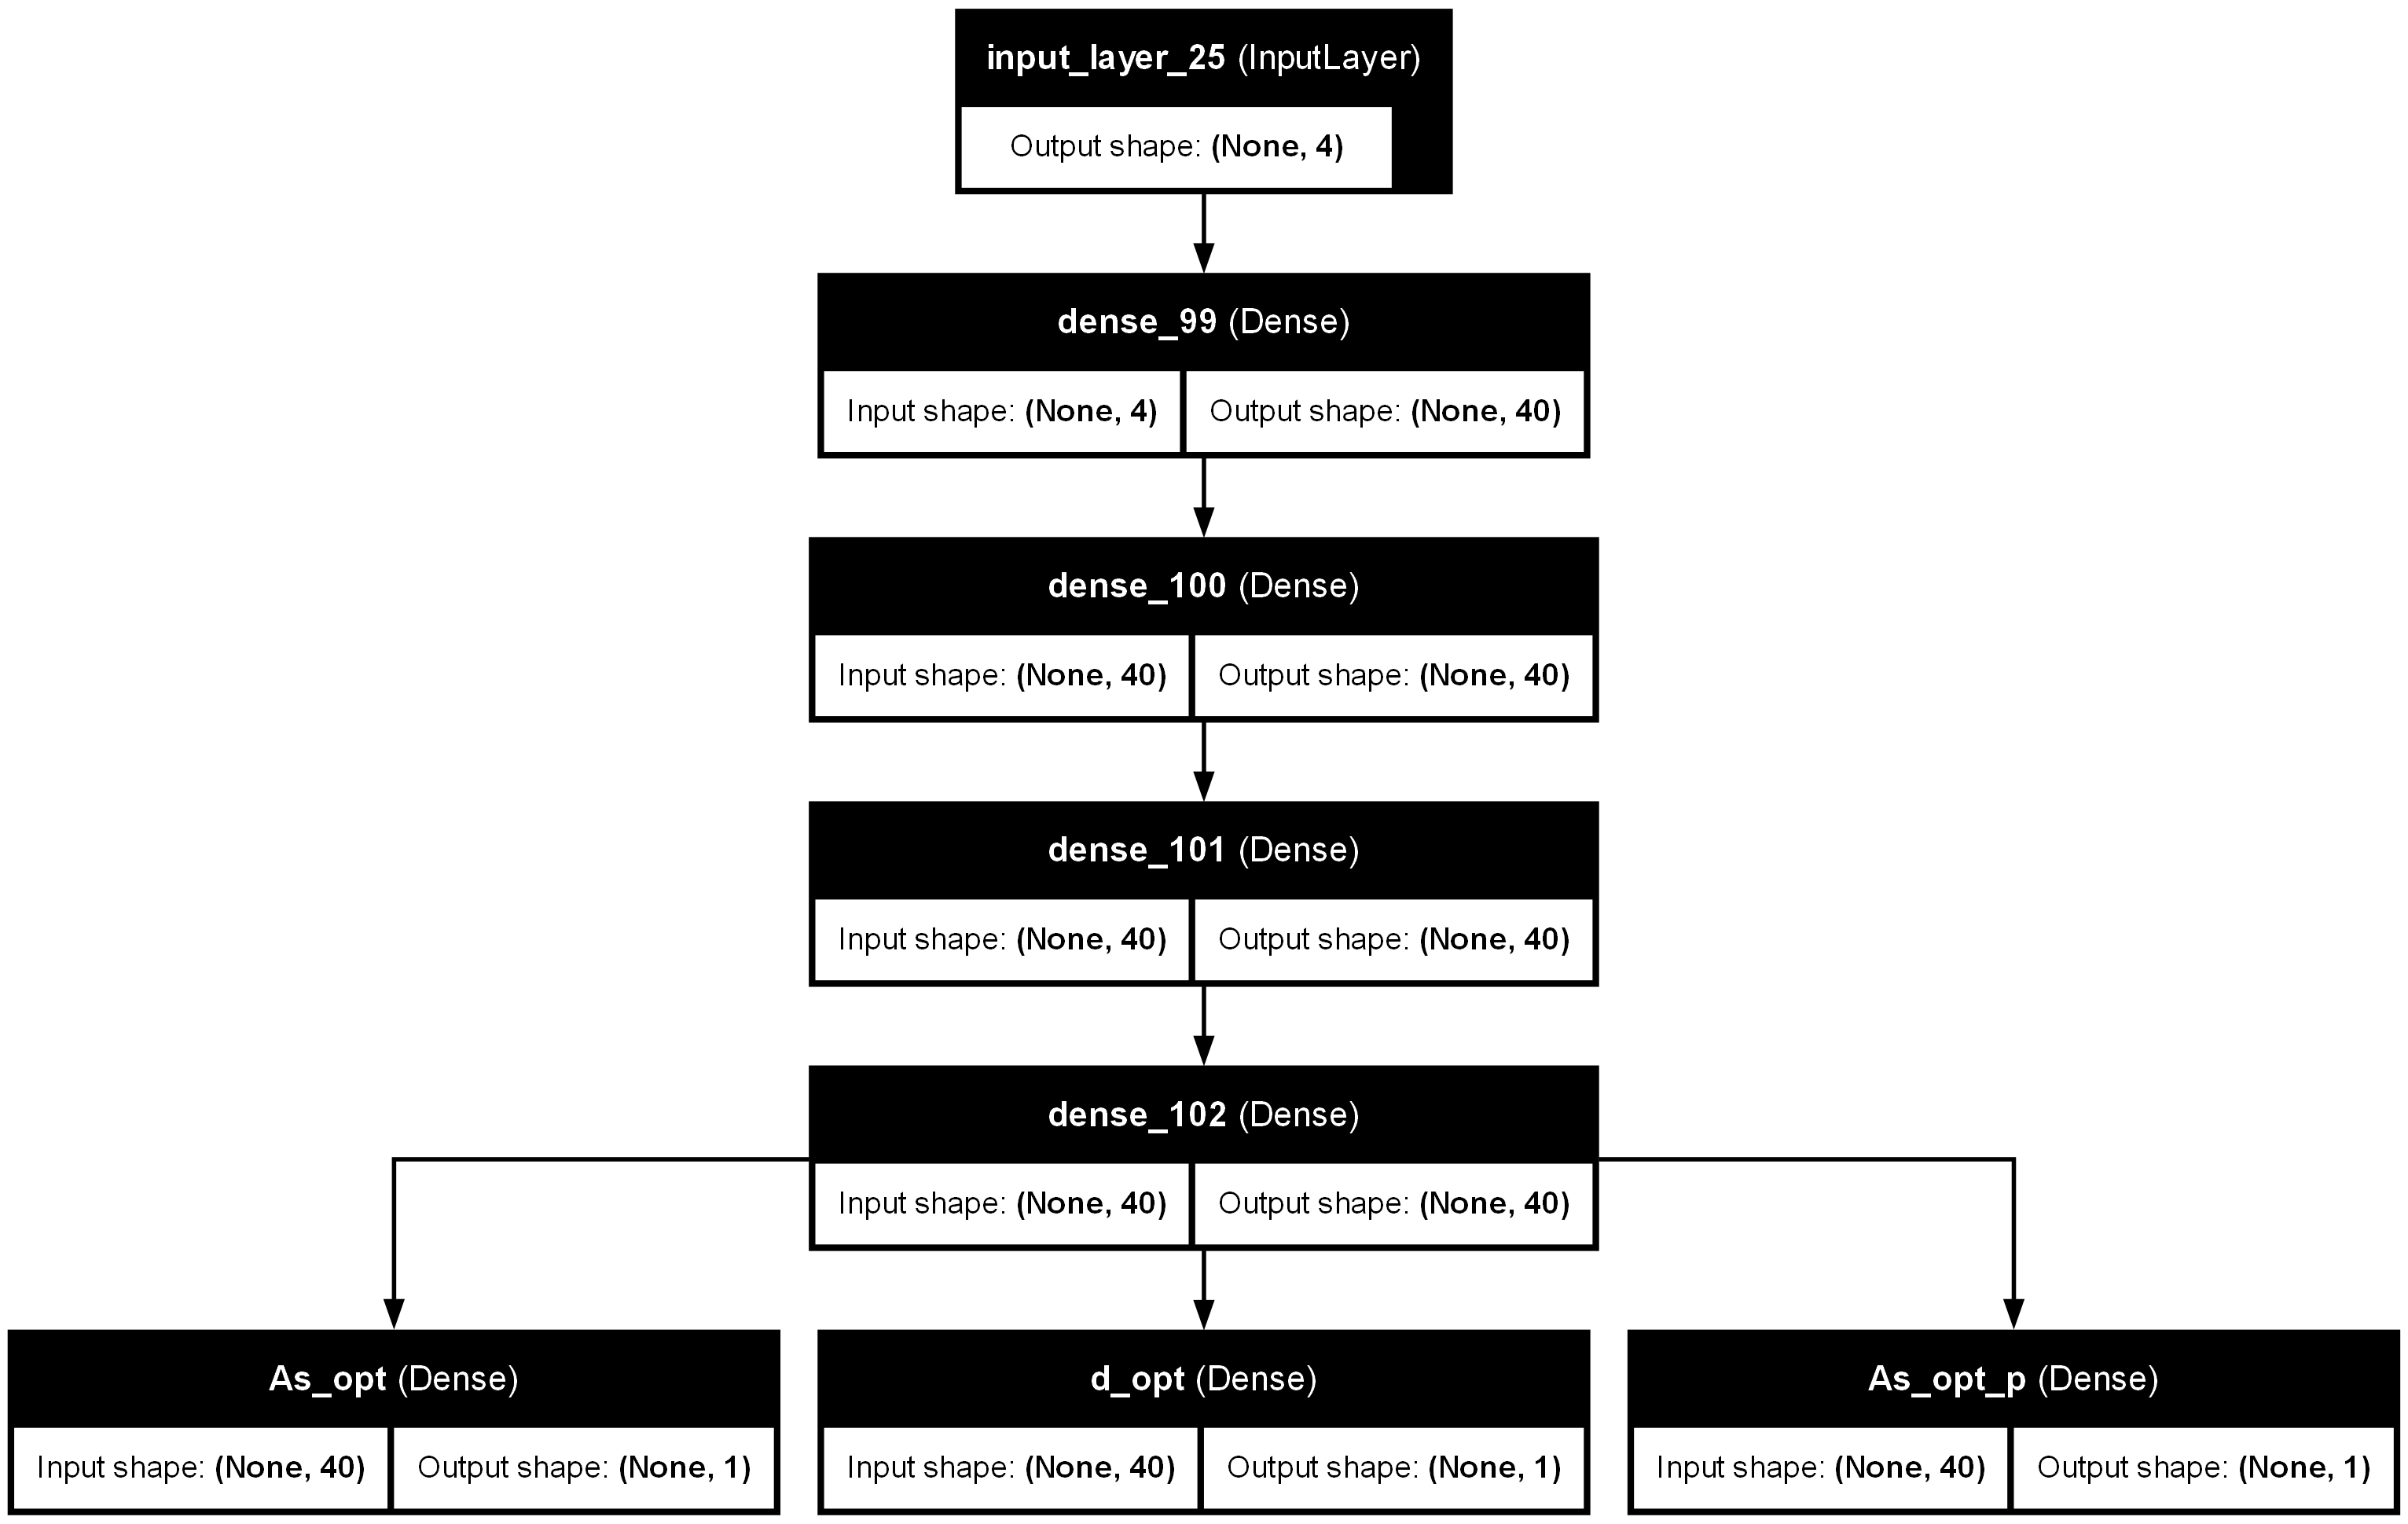 input_layer_25 (InputLayer)
Output shape: (None, 4)
dense_99 (Dense)
Input shape: (None, 4) Output shape: (None, 40)
dense_100 (Dense)
Input shape: (None, 40) Output shape: (None, 40)
dense_101 (Dense)
Input shape: (None, 40) Output shape: (None, 40)
dense_102 (Dense)
Input shape: (None, 40) Output shape: (None, 40)
As_opt (Dense)
Input shape: (None, 40) Output shape: (None, 1)
d_opt (Dense)
Input shape: (None, 40) Output shape: (None, 1)
As_opt_p (Dense)
Input shape: (None, 40) Output shape: (None, 1)